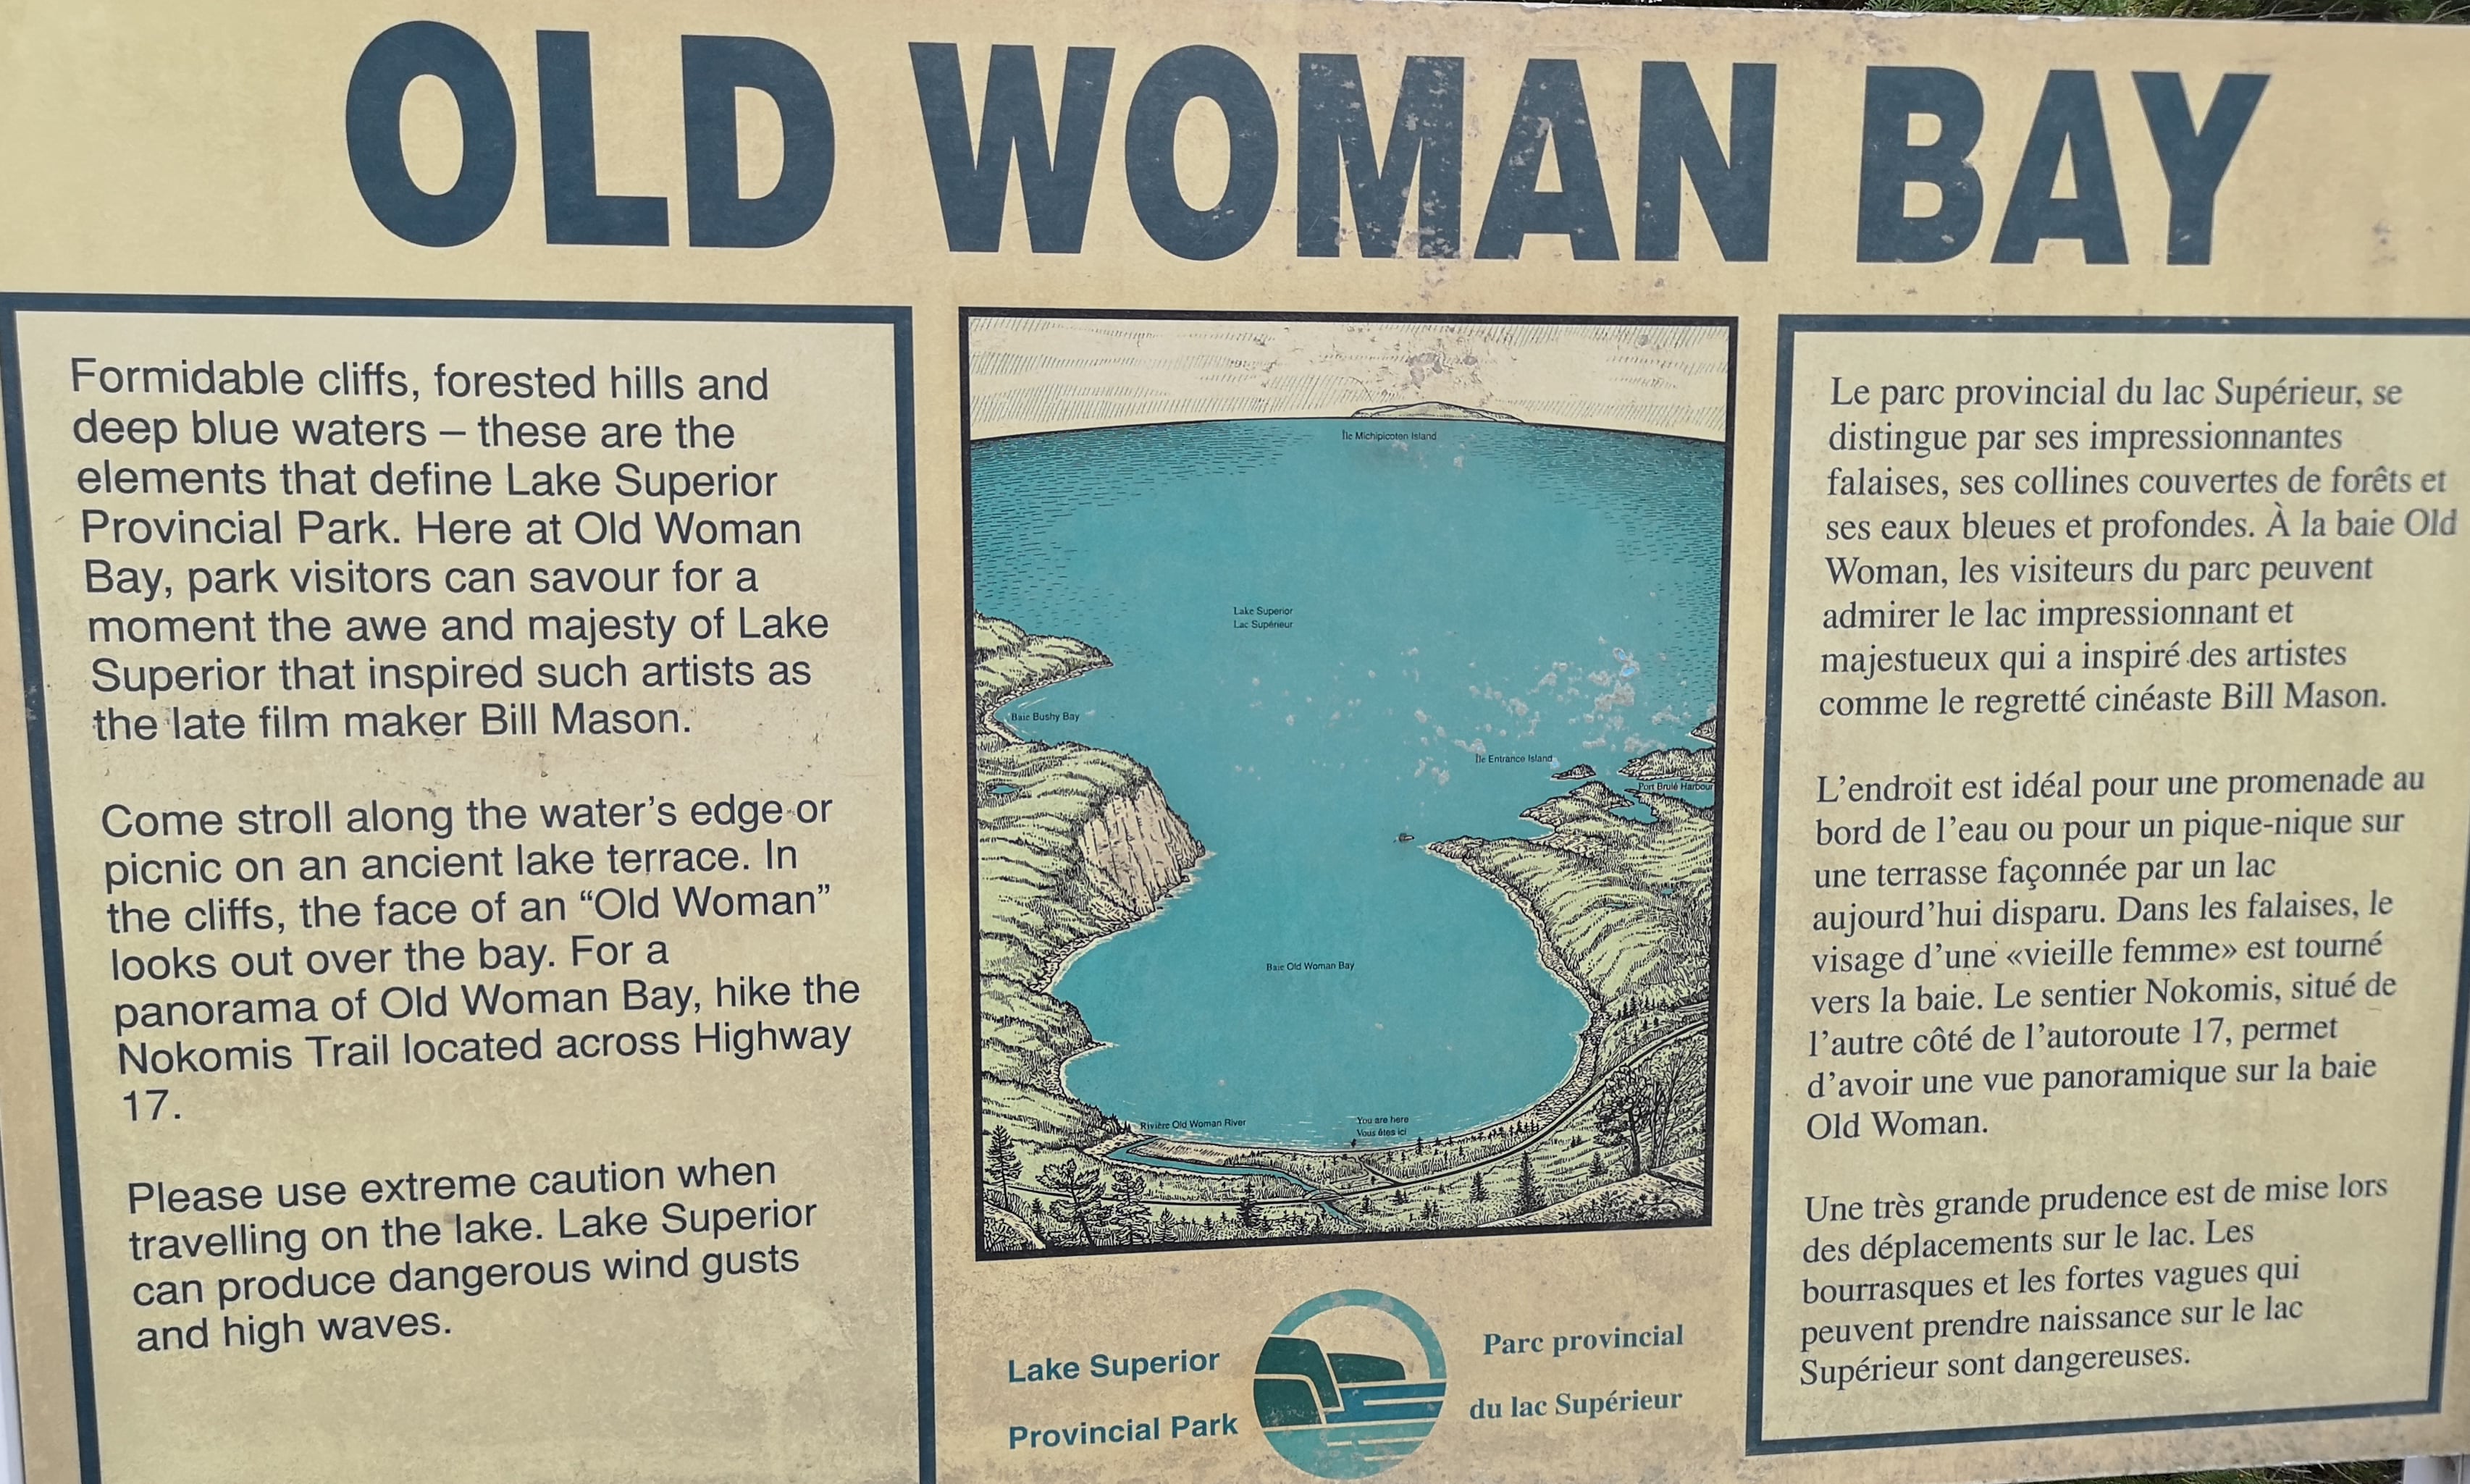 OLD WOMAN BAY
Formidable cliffs, forested hills and
deep blue waters – these are the
elements that define Lake Superior
Provincial Park. Here at Old Woman
Bay, park visitors can savour for a
moment the awe and majesty of Lake
Superior that inspired such artists as
the late film maker Bill Mason.
Come stroll along the water's edge or
picnic on an ancient lake terrace. In
the cliffs, the face of an “Old Woman”
looks out over the bay. For a
panorama of Old Woman Bay, hike the
Nokomis Trail located across Highway
17.
Please use extreme caution when
travelling on the lake. Lake Superior
can produce dangerous wind gusts
and high waves.
Île Michipicoten Island
Lake Superior
Lac Supérieur
Baie Bushy Bay
Île Entrance Island
Port Brulé Harbour
Baie Old Woman Bay
Rivière Old Woman River
You are here
Vous êtes ici
Lake Superior
Provincial Park
Parc provincial
du lac Supérieur
Le parc provincial du lac Supérieur, se
distingue par ses impressionnantes
falaises, ses collines couvertes de forêts et
ses eaux bleues et profondes. À la baie Old
Woman, les visiteurs du parc peuvent
admirer le lac impressionnant et
majestueux qui a inspiré des artistes
comme le regretté cinéaste Bill Mason.
L'endroit est idéal pour une promenade au
bord de l'eau ou pour un pique-nique sur
une terrasse façonnée par un lac
aujourd'hui disparu. Dans les falaises, le
visage d'une «vieille femme» est tourné
vers la baie. Le sentier Nokomis, situé de
l'autre côté de l'autoroute 17, permet
d'avoir une vue panoramique sur la baie
Old Woman.
Une très grande prudence est de mise lors
des déplacements sur le lac. Les
bourrasques et les fortes vagues qui
peuvent prendre naissance sur le lac
Supérieur sont dangereuses.